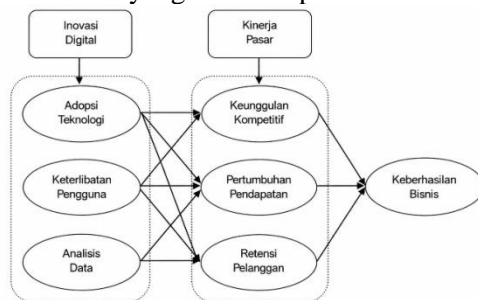 Inovasi
Digital
Kinerja
Pasar
Adopsi
Teknologi
Keunggulan
Kompetitif
Keterlibatan
Pengguna
Pertumbuhan
Pendapatan
Keberhasilan
Bisnis
Analisis
Data
Retensi
Pelanggan